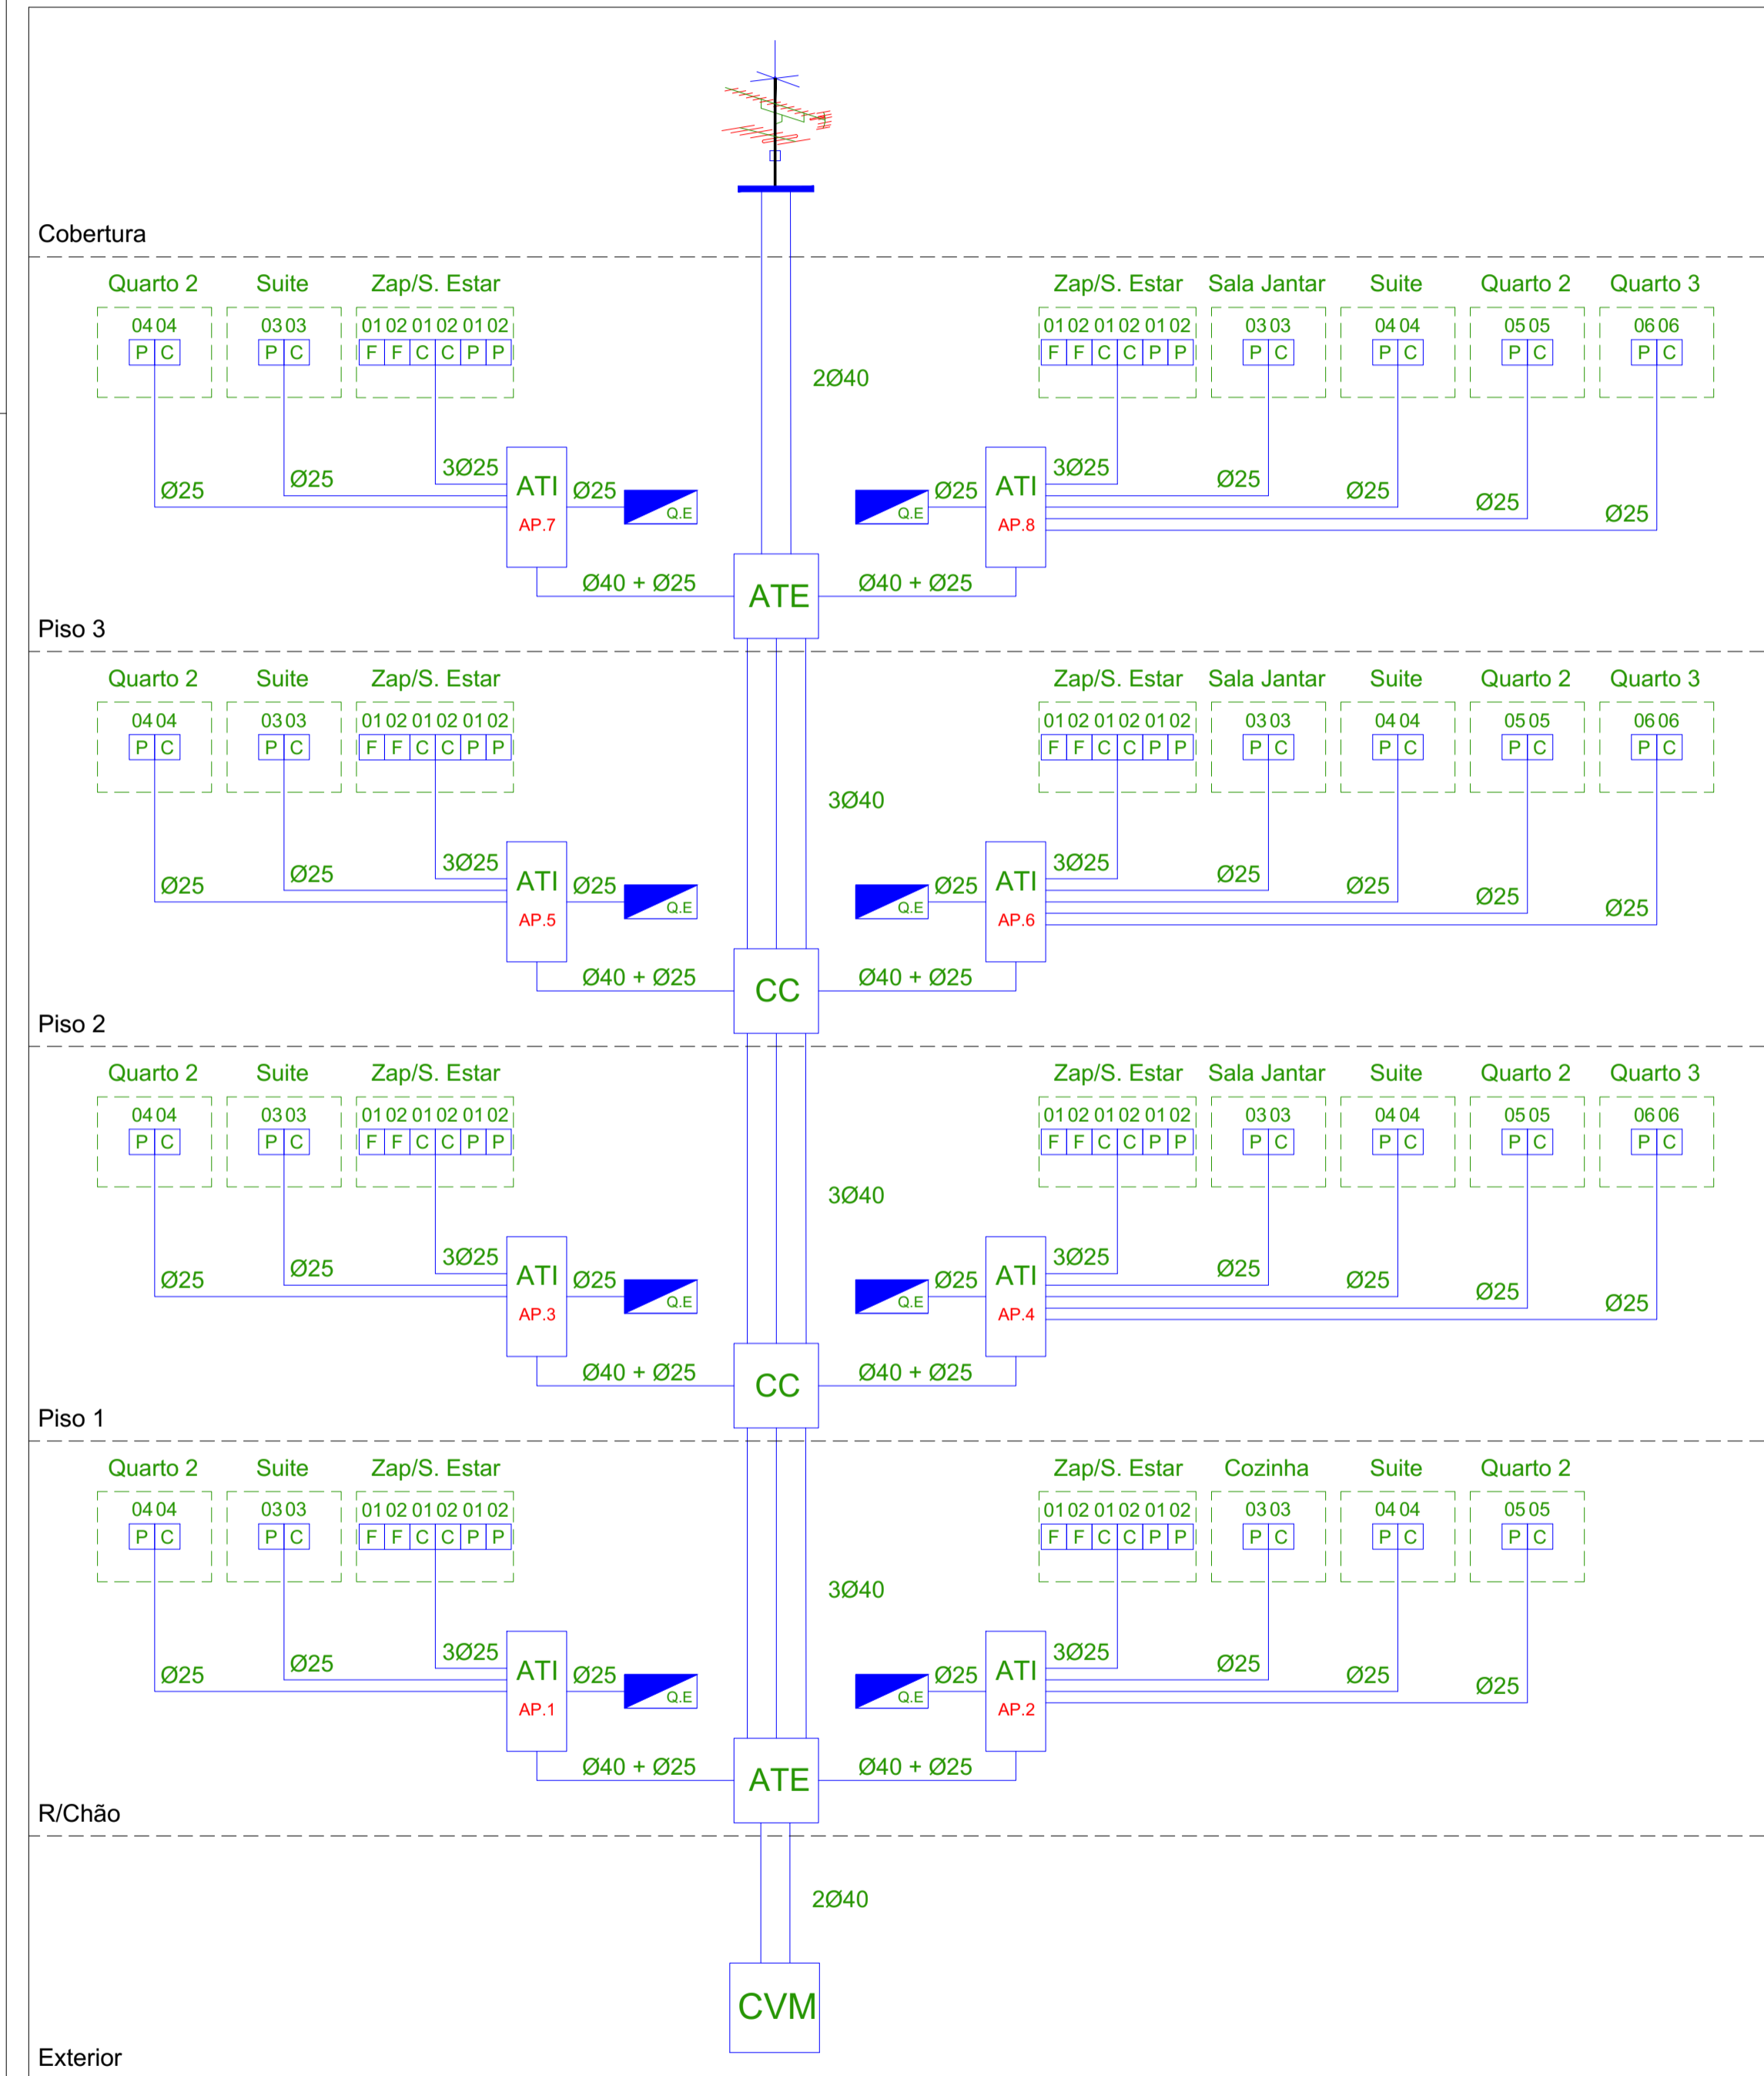 Cobertura
Quarto 2 Suite Zap/S. Estar Zap/S. Estar Sala Jantar Suite Quarto 2 Quarto 3
04 04 03 03 01 02 01 02 01 02 01 02 01 02 01 02 03 03 04 04 05 05 06 06
P C P C F F C C P P F F C C P P P C P C P C P C
2Ø40
Ø25 Ø25 3Ø25 ATI Ø25 Q.E Q.E Ø25 ATI 3Ø25 Ø25 Ø25 Ø25 Ø25
AP.7 AP.8
Ø40 + Ø25 ATE Ø40 + Ø25
Piso 3
Quarto 2 Suite Zap/S. Estar Zap/S. Estar Sala Jantar Suite Quarto 2 Quarto 3
04 04 03 03 01 02 01 02 01 02 01 02 01 02 01 02 03 03 04 04 05 05 06 06
P C P C F F C C P P F F C C P P P C P C P C P C
3Ø40
Ø25 Ø25 3Ø25 ATI Ø25 Q.E Q.E Ø25 ATI 3Ø25 Ø25 Ø25 Ø25 Ø25
AP.5 AP.6
Ø40 + Ø25 CC Ø40 + Ø25
Piso 2
Quarto 2 Suite Zap/S. Estar Zap/S. Estar Sala Jantar Suite Quarto 2 Quarto 3
04 04 03 03 01 02 01 02 01 02 01 02 01 02 01 02 03 03 04 04 05 05 06 06
P C P C F F C C P P F F C C P P P C P C P C P C
3Ø40
Ø25 Ø25 3Ø25 ATI Ø25 Q.E Q.E Ø25 ATI 3Ø25 Ø25 Ø25 Ø25 Ø25
AP.3 AP.4
Ø40 + Ø25 CC Ø40 + Ø25
Piso 1
Quarto 2 Suite Zap/S. Estar Zap/S. Estar Cozinha Suite Quarto 2
04 04 03 03 01 02 01 02 01 02 01 02 01 02 01 02 03 03 04 04 05 05
P C P C F F C C P P F F C C P P P C P C P C
3Ø40
Ø25 Ø25 3Ø25 ATI Ø25 Q.E Q.E Ø25 ATI 3Ø25 Ø25 Ø25 Ø25
AP.1 AP.2
Ø40 + Ø25 ATE Ø40 + Ø25
R/Chão
2Ø40
CVM
Exterior